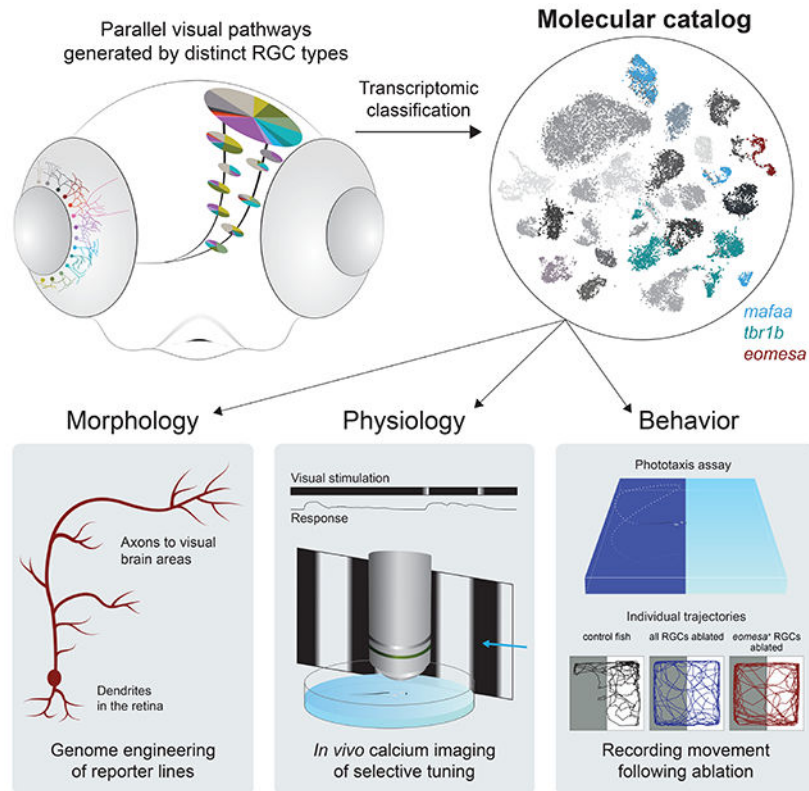 Parallel visual pathways
generated by distinct RGC types
Molecular catalog
Transcriptomic
classification
mafaa
tbr1b
eomesa
Morphology
Physiology
Behavior
Axons to visual
brain areas
Dendrites
in the retina
Genome engineering
of reporter lines
Visual stimulation
Response
In vivo calcium imaging
of selective tuning
Phototaxis assay
Individual trajectories
control fish
all RGCs ablated
eomesa⁺ RGCs
ablated
Recording movement
following ablation